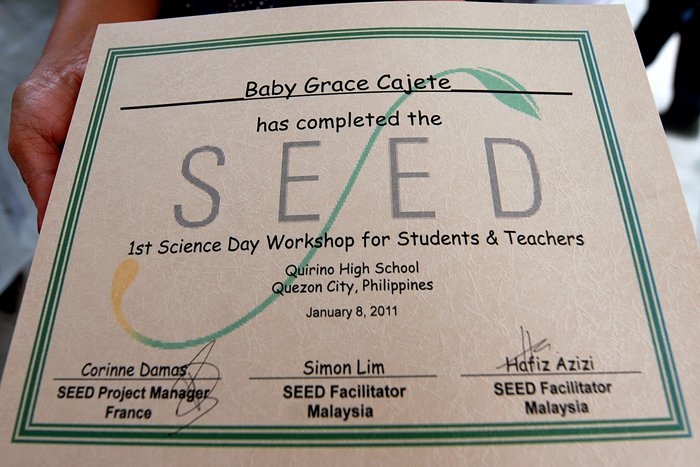 Baby Grace Cajete
has completed the
SEED
1st Science Day Workshop for Students & Teachers
Quirino High School
Quezon City, Philippines
January 8, 2011
Corinne Damas
SEED Project Manager
France
Simon Lim
SEED Facilitator
Malaysia
Hafiz Azizi
SEED Facilitator
Malaysia